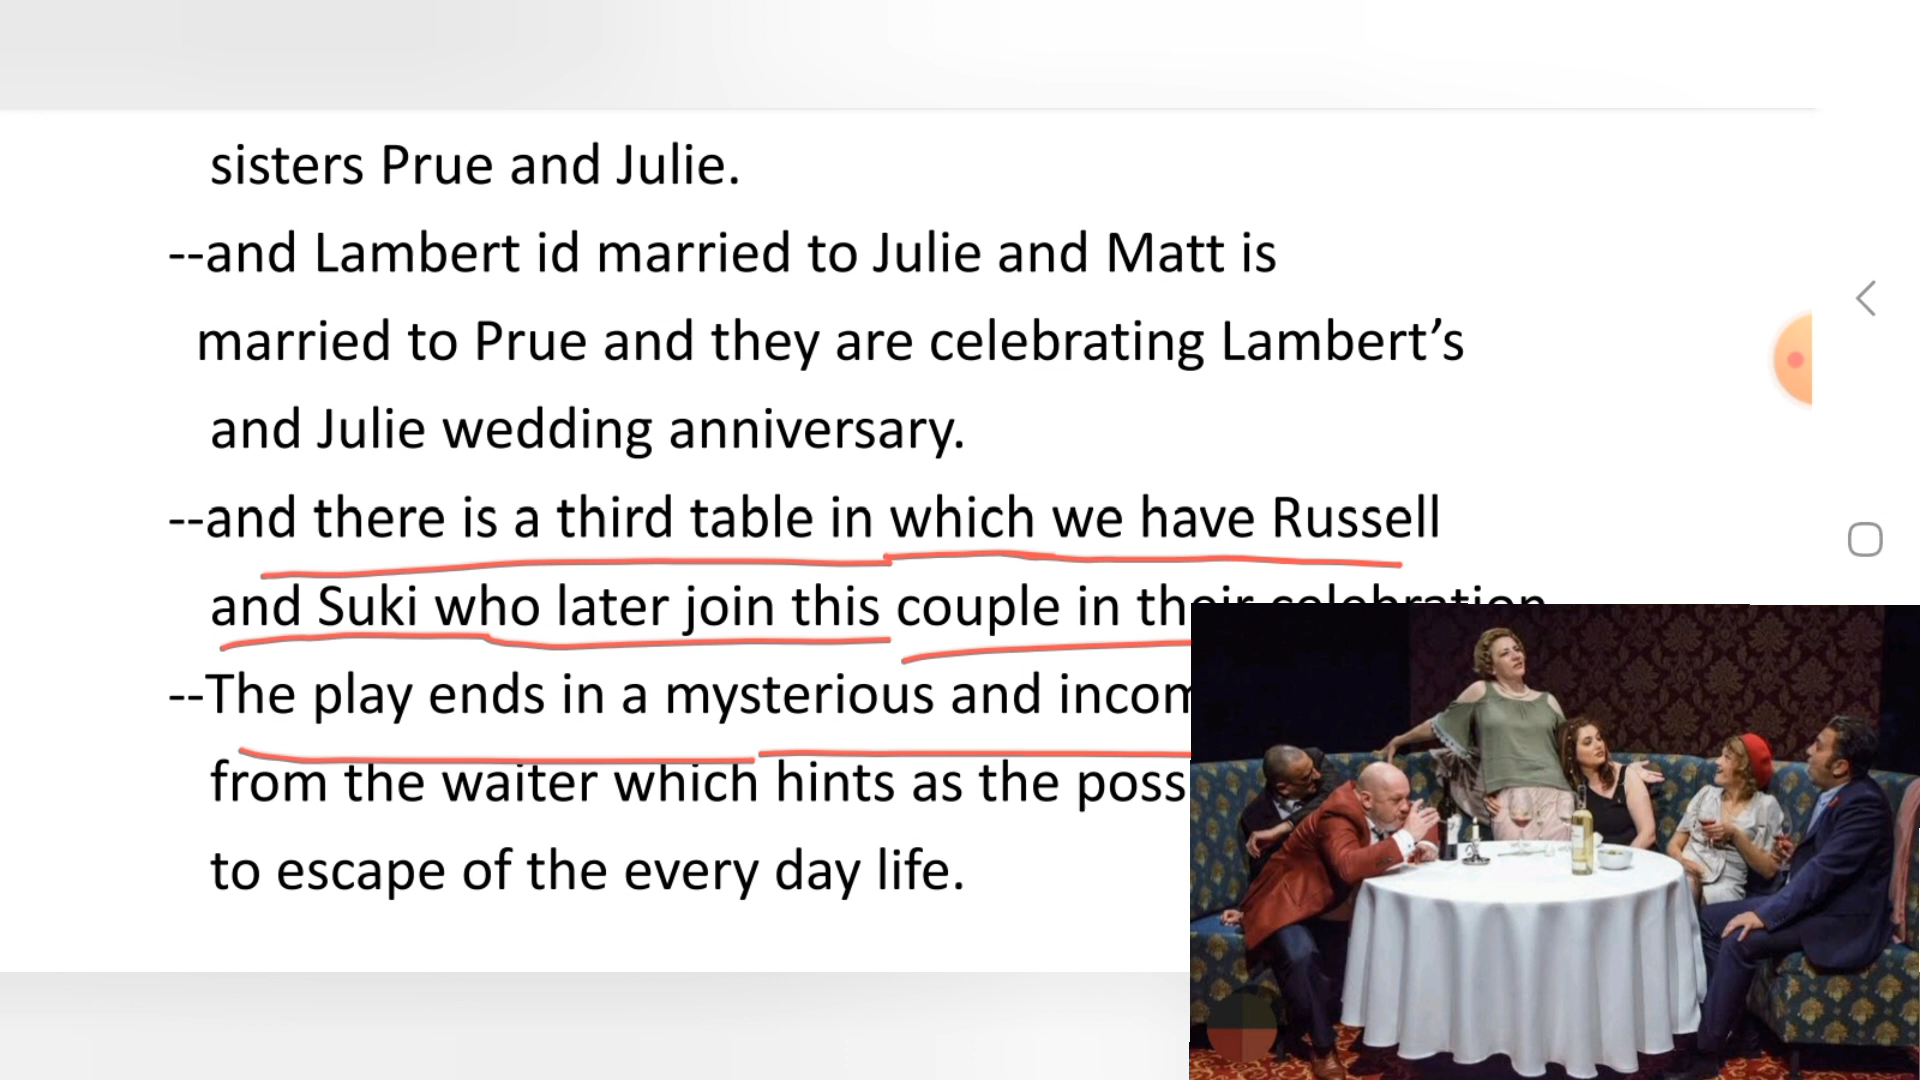 sisters Prue and Julie.
--and Lambert id married to Julie and Matt is
married to Prue and they are celebrating Lambert's
and Julie wedding anniversary.
--and there is a third table in which we have Russell
and Suki who later join this couple in their celebration
--The play ends in a mysterious and incom
from the waiter which hints as the poss
to escape of the every day life.